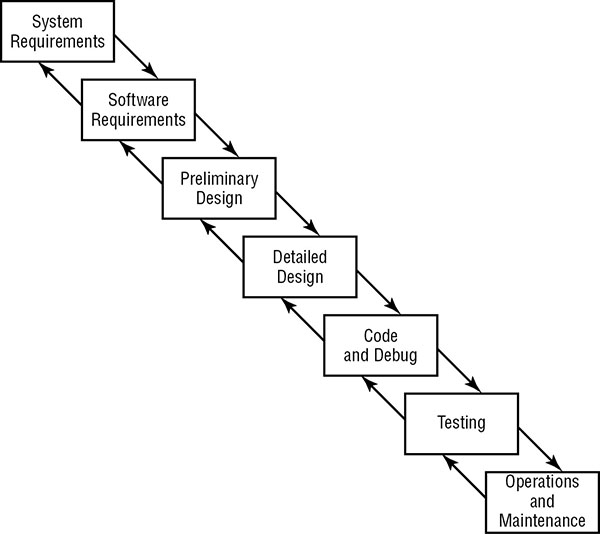 System
Requirements
Software
Requirements
Preliminary
Design
Detailed
Design
Code
and Debug
Testing
Operations
and
Maintenance